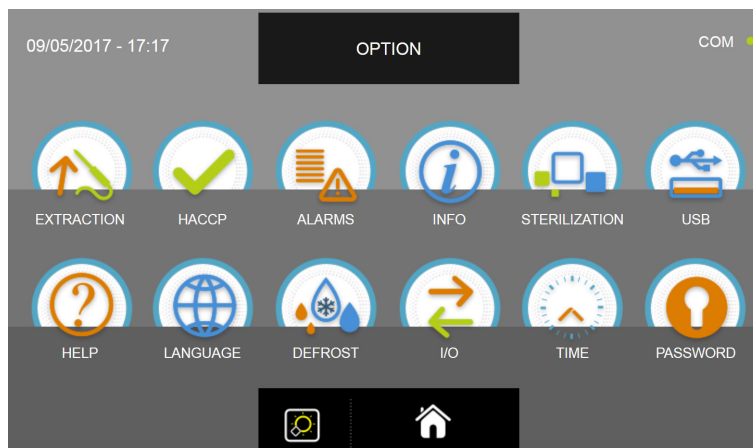 09/05/2017 - 17:17
OPTION
COM
EXTRACTION
HACCP
ALARMS
INFO
STERILIZATION
USB
HELP
LANGUAGE
DEFROST
I/O
TIME
PASSWORD